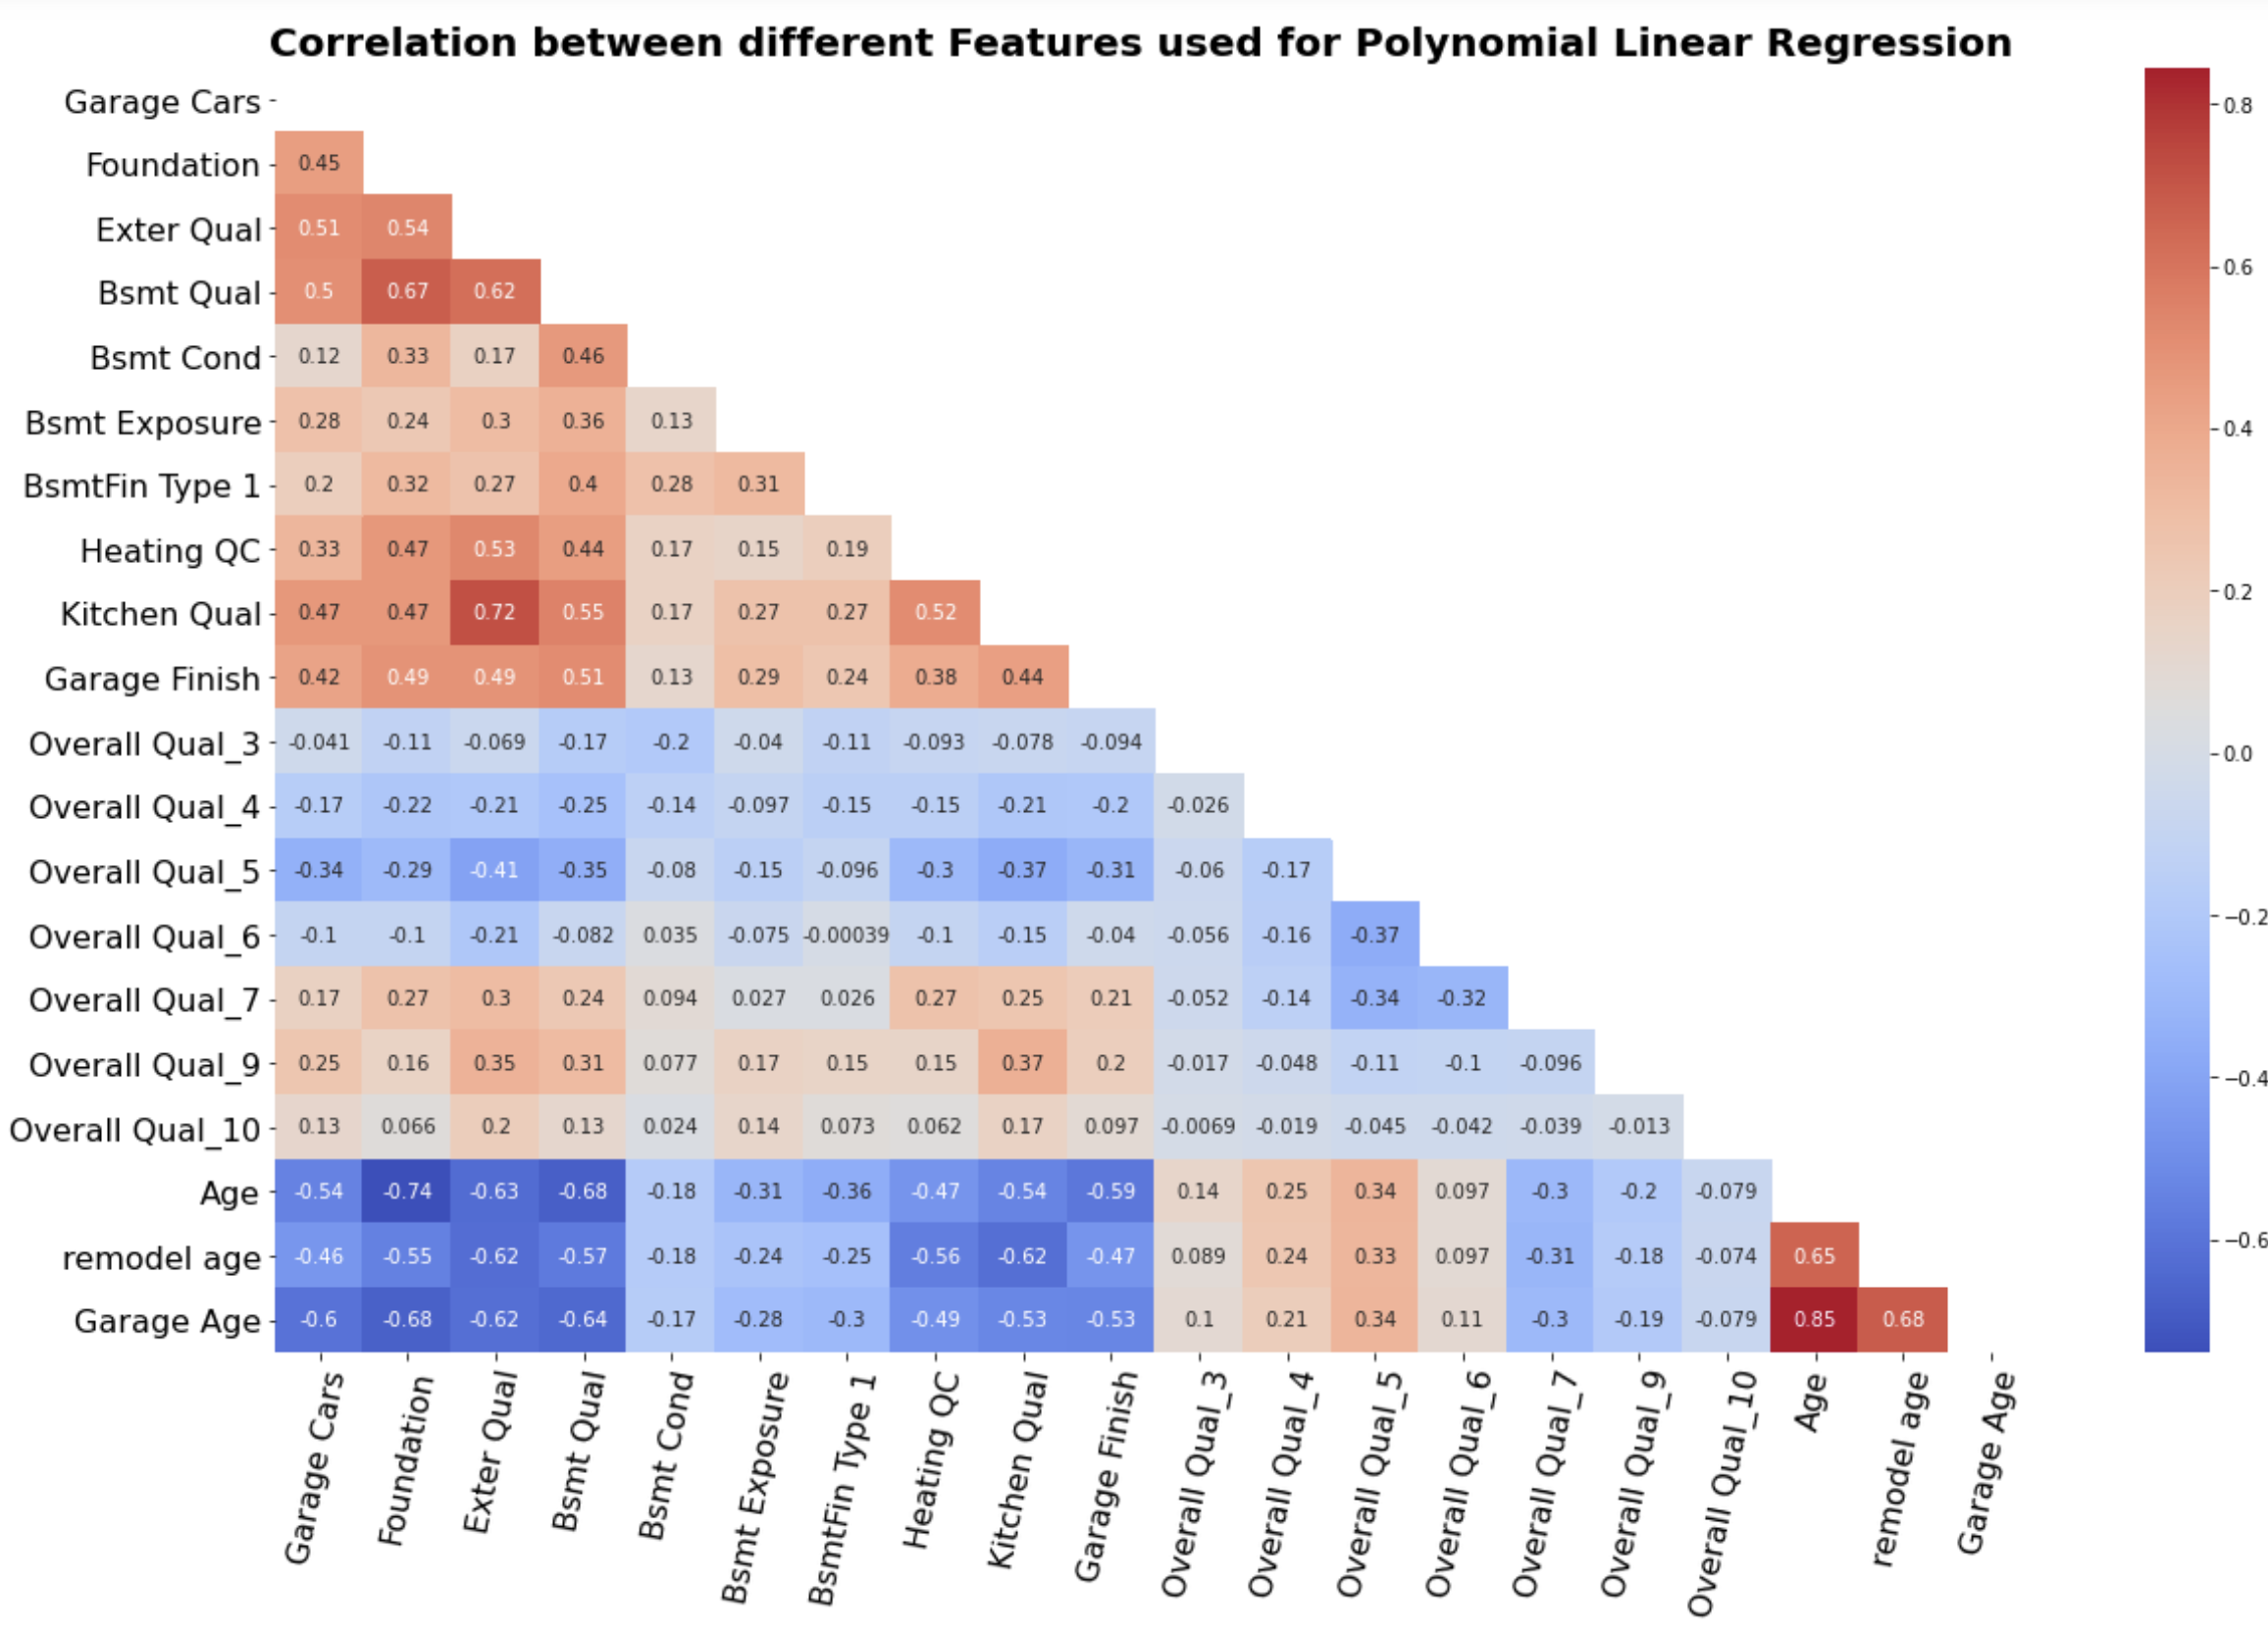 Correlation between different Features used for Polynomial Linear Regression
Garage Cars
Foundation 0.45
Exter Qual 0.51 0.54
Bsmt Qual 0.5 0.67 0.62
Bsmt Cond 0.12 0.33 0.17 0.46
Bsmt Exposure 0.28 0.24 0.3 0.36 0.13
BsmtFin Type 1 0.2 0.32 0.27 0.4 0.28 0.31
Heating QC 0.33 0.47 0.53 0.44 0.17 0.15 0.19
Kitchen Qual 0.47 0.47 0.72 0.55 0.17 0.27 0.27 0.52
Garage Finish 0.42 0.49 0.49 0.51 0.13 0.29 0.24 0.38 0.44
Overall Qual_3 -0.041 -0.11 -0.069 -0.17 -0.2 -0.04 -0.11 -0.093 -0.078 -0.094
Overall Qual_4 -0.17 -0.22 -0.21 -0.25 -0.14 -0.097 -0.15 -0.15 -0.21 -0.2 -0.026
Overall Qual_5 -0.34 -0.29 -0.41 -0.35 -0.08 -0.15 -0.096 -0.3 -0.37 -0.31 -0.06 -0.17
Overall Qual_6 -0.1 -0.1 -0.21 -0.082 0.035 -0.075 -0.00039 -0.1 -0.15 -0.04 -0.056 -0.16 -0.37
Overall Qual_7 0.17 0.27 0.3 0.24 0.094 0.027 0.026 0.27 0.25 0.21 -0.052 -0.14 -0.34 -0.32
Overall Qual_9 0.25 0.16 0.35 0.31 0.077 0.17 0.15 0.15 0.37 0.2 -0.017 -0.048 -0.11 -0.1 -0.096
Overall Qual_10 0.13 0.066 0.2 0.13 0.024 0.14 0.073 0.062 0.17 0.097 -0.0069 -0.019 -0.045 -0.042 -0.039 -0.013
Age -0.54 -0.74 -0.63 -0.68 -0.18 -0.31 -0.36 -0.47 -0.54 -0.59 0.14 0.25 0.34 0.097 -0.3 -0.2 -0.079
remodel age -0.46 -0.55 -0.62 -0.57 -0.18 -0.24 -0.25 -0.56 -0.62 -0.47 0.089 0.24 0.33 0.097 -0.31 -0.18 -0.074 0.65
Garage Age -0.6 -0.68 -0.62 -0.64 -0.17 -0.28 -0.3 -0.49 -0.53 -0.53 0.1 0.21 0.34 0.11 -0.3 -0.19 -0.079 0.85 0.68
Garage Cars
Foundation
Exter Qual
Bsmt Qual
Bsmt Cond
Bsmt Exposure
BsmtFin Type 1
Heating QC
Kitchen Qual
Garage Finish
Overall Qual_3
Overall Qual_4
Overall Qual_5
Overall Qual_6
Overall Qual_7
Overall Qual_9
Overall Qual_10
Age
remodel age
Garage Age
0.8
0.6
0.4
0.2
0.0
−0.2
−0.4
−0.6